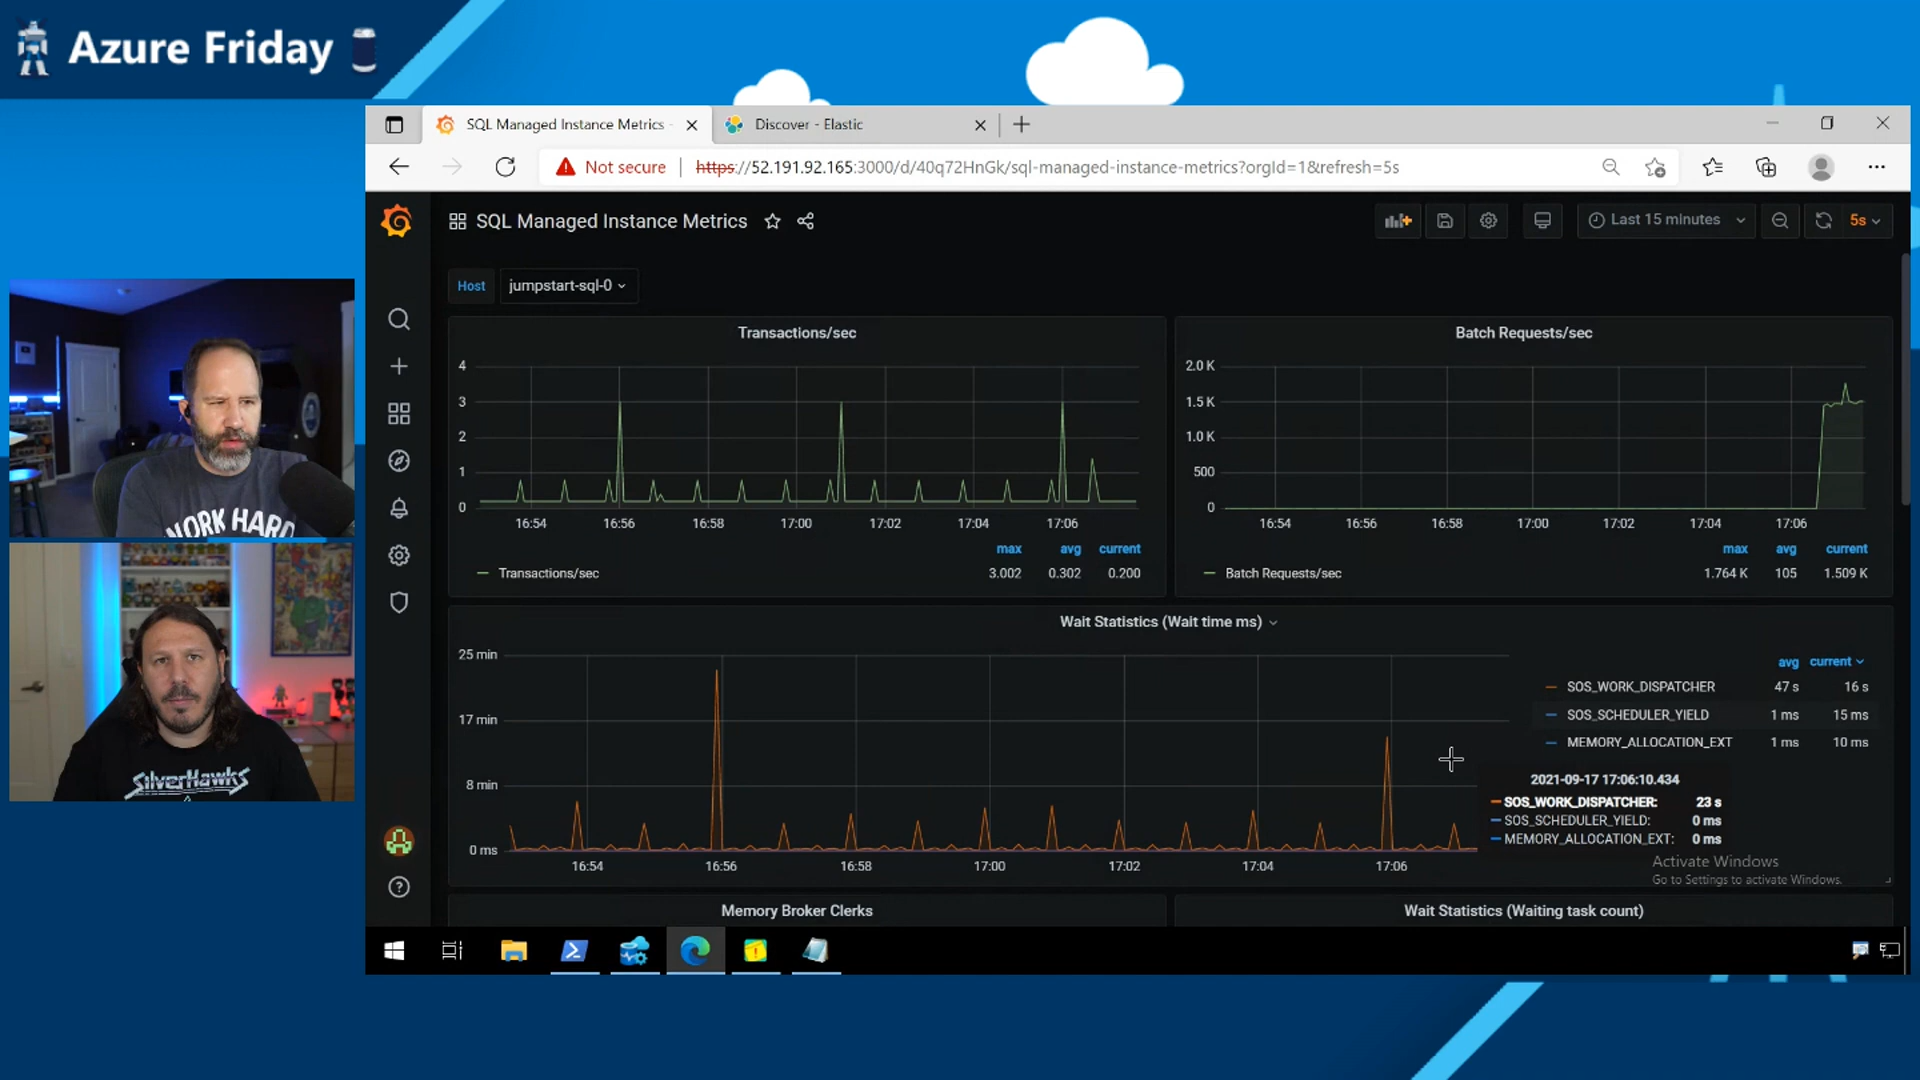 Azure Friday
SQL Managed Instance Metrics -
Discover - Elastic
Not secure
https://52.191.92.165:3000/d/40q72HnGk/sql-managed-instance-metrics?orgId=1&refresh=5s
SQL Managed Instance Metrics
Last 15 minutes
5s
Host
jumpstart-sql-0
Transactions/sec
4
3
2
1
0
16:54 16:56 16:58 17:00 17:02 17:04 17:06
max avg current
Transactions/sec 3.002 0.302 0.200
Batch Requests/sec
2.0 K
1.5 K
1.0 K
500
0
16:54 16:56 16:58 17:00 17:02 17:04 17:06
max avg current
Batch Requests/sec 1.764 K 105 1.509 K
Wait Statistics (Wait time ms)
25 min
17 min
8 min
0 ms
16:54 16:56 16:58 17:00 17:02 17:04 17:06
avg current
SOS_WORK_DISPATCHER 47 s 16 s
SOS_SCHEDULER_YIELD 1 ms 15 ms
MEMORY_ALLOCATION_EXT 1 ms 10 ms
2021-09-17 17:06:10.434
SOS_WORK_DISPATCHER: 23 s
SOS_SCHEDULER_YIELD: 0 ms
MEMORY_ALLOCATION_EXT: 0 ms
Activate Windows
Go to Settings to activate Windows.
Memory Broker Clerks
Wait Statistics (Waiting task count)
WORK HARD
SILVERHAWKS